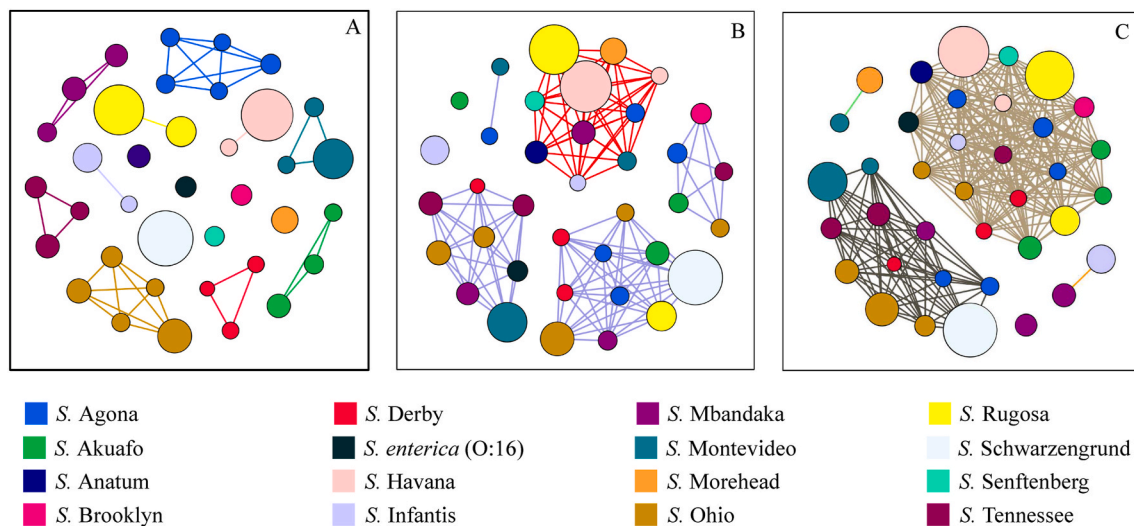 A
B
C
S. Agona
S. Derby
S. Mbandaka
S. Rugosa
S. Akuafo
S. enterica (O:16)
S. Montevideo
S. Schwarzengrund
S. Anatum
S. Havana
S. Morehead
S. Senftenberg
S. Brooklyn
S. Infantis
S. Ohio
S. Tennessee